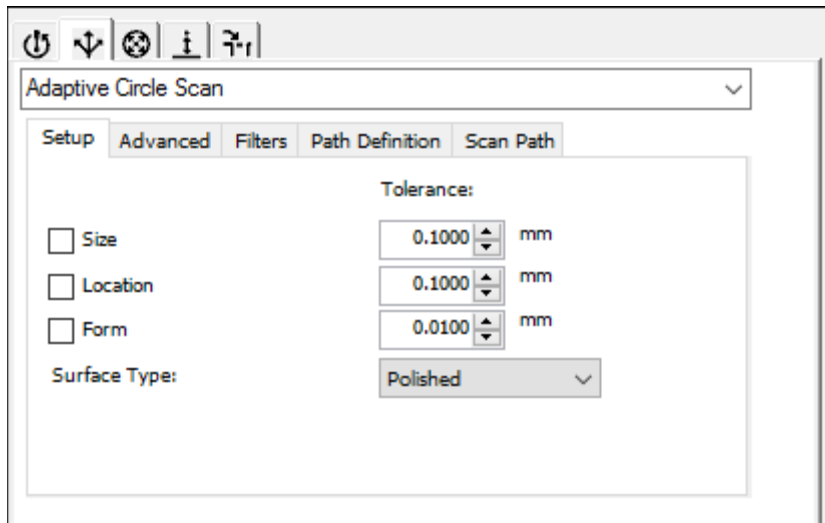 Adaptive Circle Scan
Setup Advanced Filters Path Definition Scan Path
Tolerance:
Size 0.1000 mm
Location 0.1000 mm
Form 0.0100 mm
Surface Type: Polished